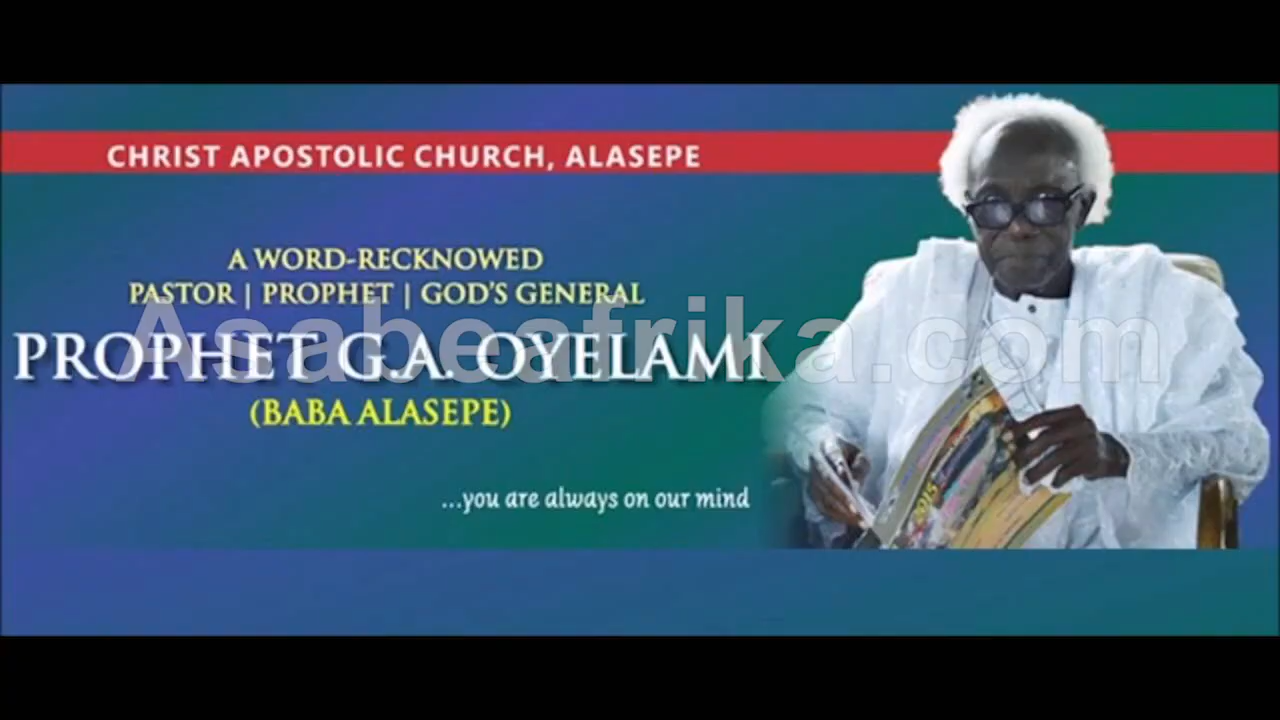 CHRIST APOSTOLIC CHURCH, ALASEPE
A WORD-RECKNOWED
PASTOR | PROPHET | GOD'S GENERAL
PROPHET G.A. OYELAMI
Asabeafrika.com
(BABA ALASEPE)
...you are always on our mind
2015